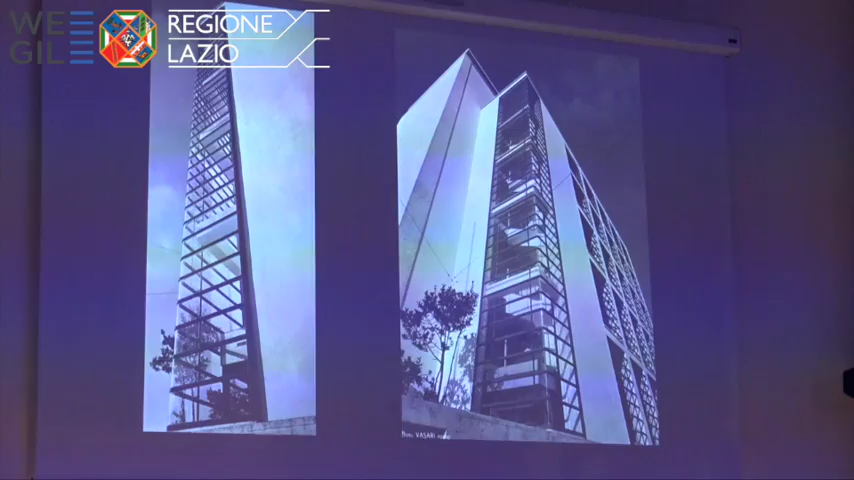 WE
GIL
REGIONE
LAZIO
VASARI